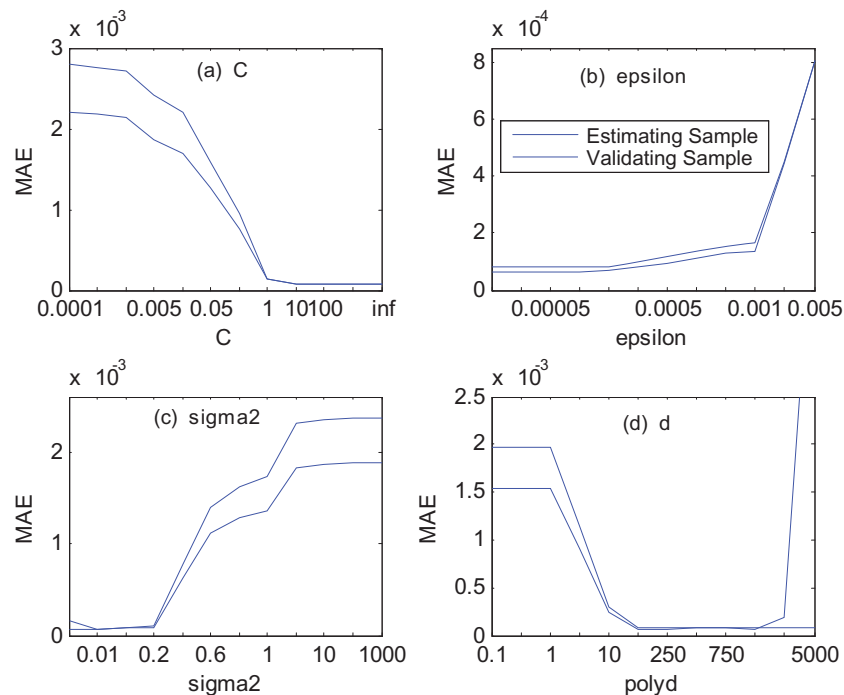 x 10-3
3
2
1
0
MAE
(a) C
0.0001 0.005 0.05 1 10100 inf
C
x 10-4
8
6
4
2
0
MAE
(b) epsilon
Estimating Sample
Validating Sample
0.00005 0.0005 0.001 0.005
epsilon
x 10-3
2
1
0
MAE
(c) sigma2
0.01 0.2 0.6 1 10 1000
sigma2
x 10-3
2.5
2
1.5
1
0.5
0
MAE
(d) d
0.1 1 10 250 750 5000
polyd